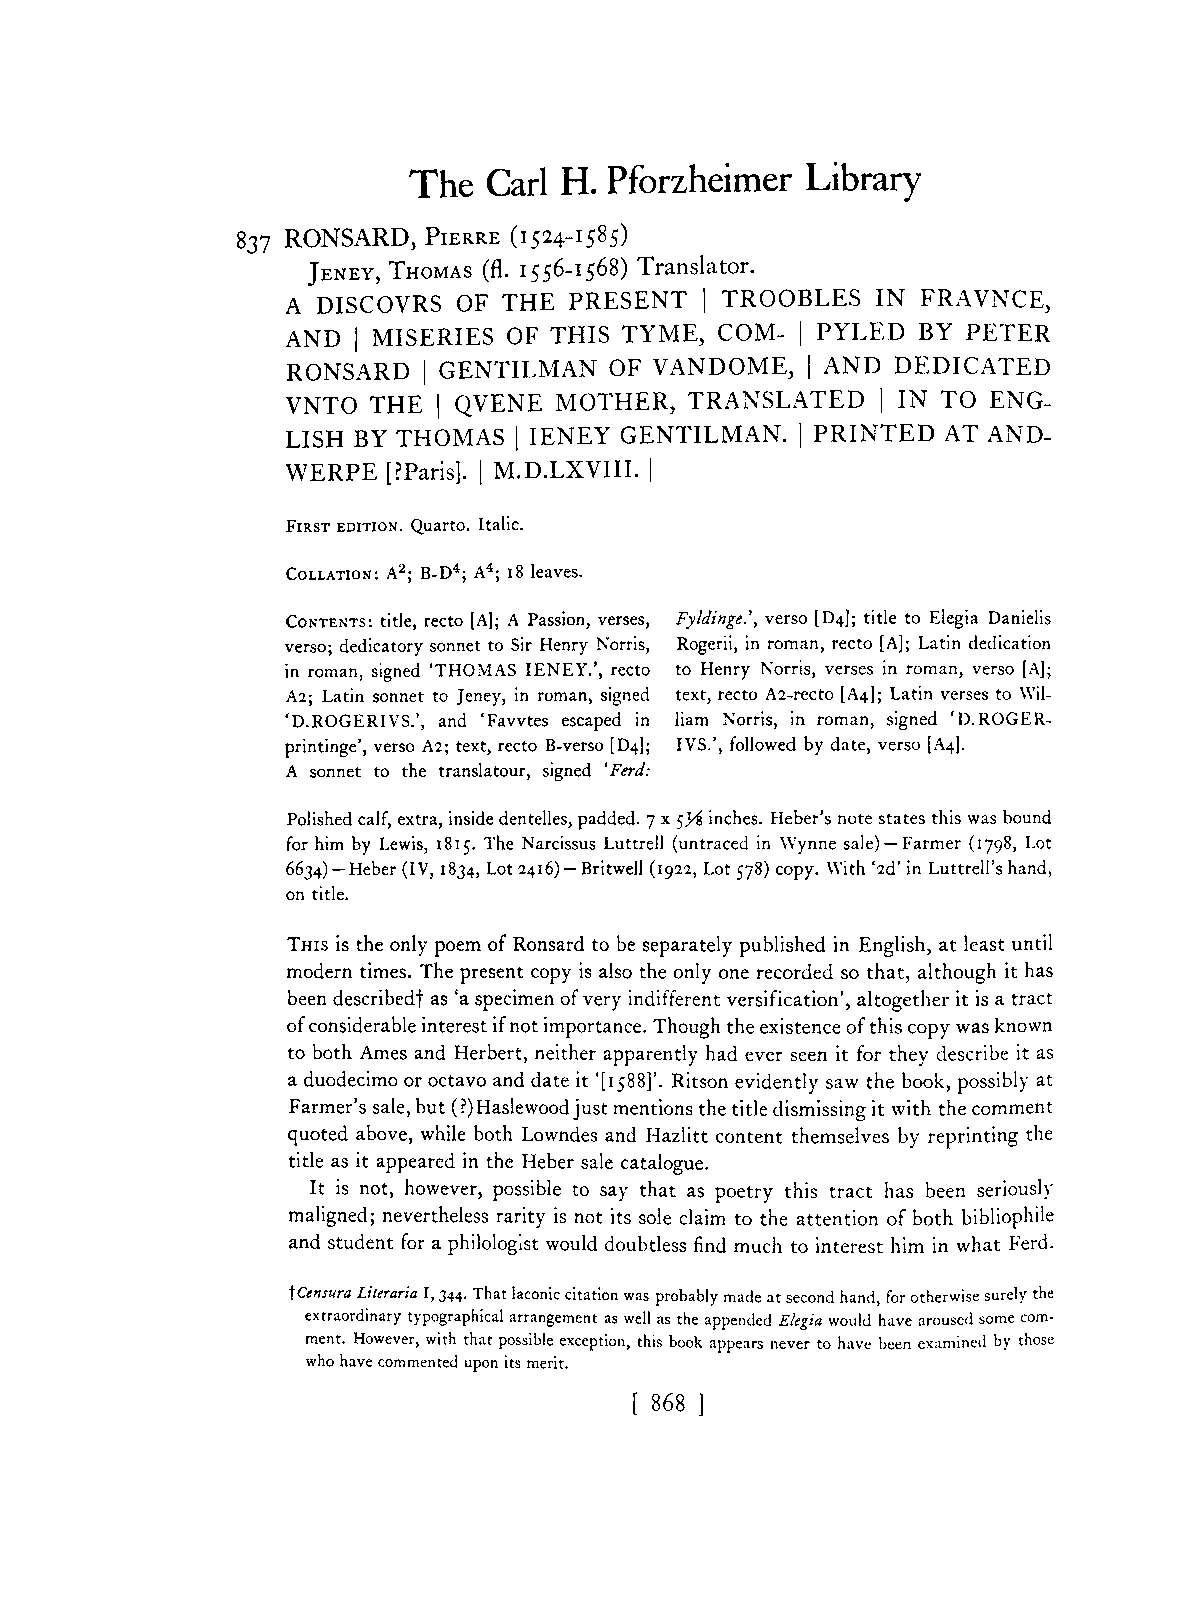 The Carl H. Pforzheimer Library
837 RONSARD, PIERRE (1524-1585)
JENEY, THOMAS (fl. 1556-1568) Translator.
A DISCOVRS OF THE PRESENT | TROOBLES IN FRAVNCE,
AND | MISERIES OF THIS TYME, COM- | PYLED BY PETER
RONSARD | GENTILMAN OF VANDOME, | AND DEDICATED
VNTO THE | QVENE MOTHER, TRANSLATED | IN TO ENG-
LISH BY THOMAS | IENEY GENTILMAN. | PRINTED AT AND-
WERPE [?Paris]. | M.D.LXVIII. |
FIRST EDITION. Quarto. Italic.
COLLATION: A²; B-D⁴; A⁴; 18 leaves.
CONTENTS: title, recto [A]; A Passion, verses,
verso; dedicatory sonnet to Sir Henry Norris,
in roman, signed ‘THOMAS IENEY.’, recto
A2; Latin sonnet to Jeney, in roman, signed
‘D.ROGERIVS.’, and ‘Favvtes escaped in
printinge’, verso A2; text, recto B-verso [D4];
A sonnet to the translatour, signed ‘Ferd:
Fyldinge.’, verso [D4]; title to Elegia Danielis
Rogerii, in roman, recto [A]; Latin dedication
to Henry Norris, verses in roman, verso [A];
text, recto A2-recto [A4]; Latin verses to Wil-
liam Norris, in roman, signed ‘D.ROGER-
IVS.’, followed by date, verso [A4].
Polished calf, extra, inside dentelles, padded. 7 x 5⅛ inches. Heber's note states this was bound
for him by Lewis, 1815. The Narcissus Luttrell (untraced in Wynne sale) — Farmer (1798, Lot
6634) — Heber (IV, 1834, Lot 2416) — Britwell (1922, Lot 578) copy. With ‘2d’ in Luttrell's hand,
on title.
THIS is the only poem of Ronsard to be separately published in English, at least until
modern times. The present copy is also the only one recorded so that, although it has
been described† as ‘a specimen of very indifferent versification’, altogether it is a tract
of considerable interest if not importance. Though the existence of this copy was known
to both Ames and Herbert, neither apparently had ever seen it for they describe it as
a duodecimo or octavo and date it ‘[1588]’. Ritson evidently saw the book, possibly at
Farmer's sale, but (?)Haslewood just mentions the title dismissing it with the comment
quoted above, while both Lowndes and Hazlitt content themselves by reprinting the
title as it appeared in the Heber sale catalogue.
It is not, however, possible to say that as poetry this tract has been seriously
maligned; nevertheless rarity is not its sole claim to the attention of both bibliophile
and student for a philologist would doubtless find much to interest him in what Ferd.
†Censura Literaria I, 344. That laconic citation was probably made at second hand, for otherwise surely the
extraordinary typographical arrangement as well as the appended Elegia would have aroused some com-
ment. However, with that possible exception, this book appears never to have been examined by those
who have commented upon its merit.
[ 868 ]